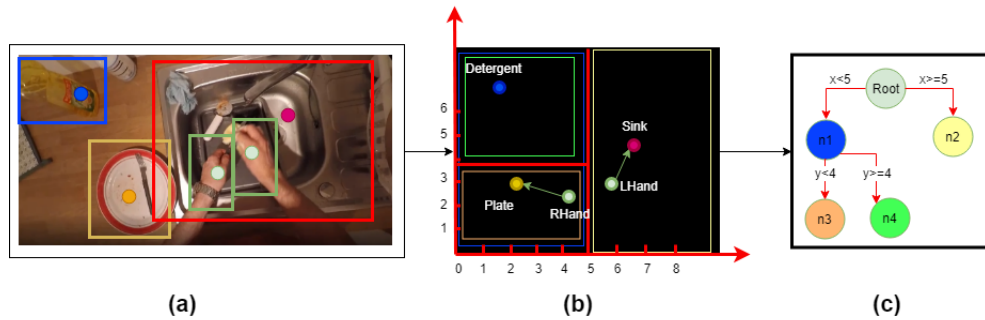 Detergent
Sink
Plate
RHand
LHand
6
5
4
3
2
1
0 1 2 3 4 5 6 7 8
x<5
Root
x>=5
n1
n2
y<4
y>=4
n3
n4
(a)
(b)
(c)